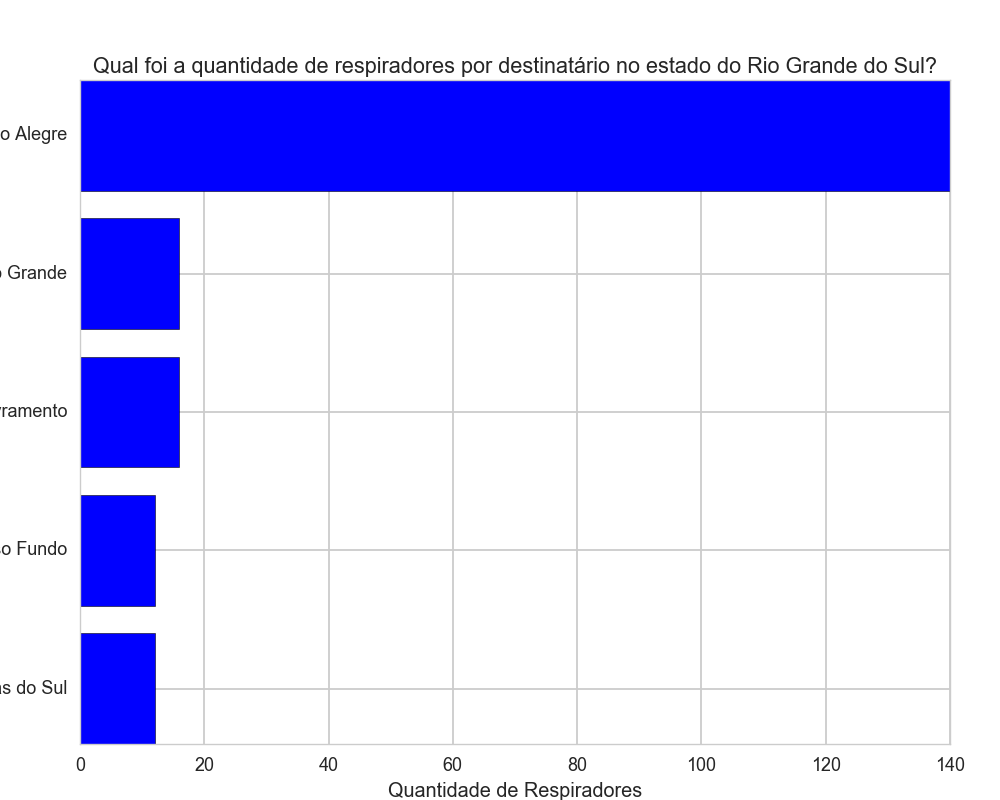 Qual foi a quantidade de respiradores por destinatário no estado do Rio Grande do Sul?
o Alegre
o Grande
ramento
o Fundo
s do Sul
0 20 40 60 80 100 120 140
Quantidade de Respiradores